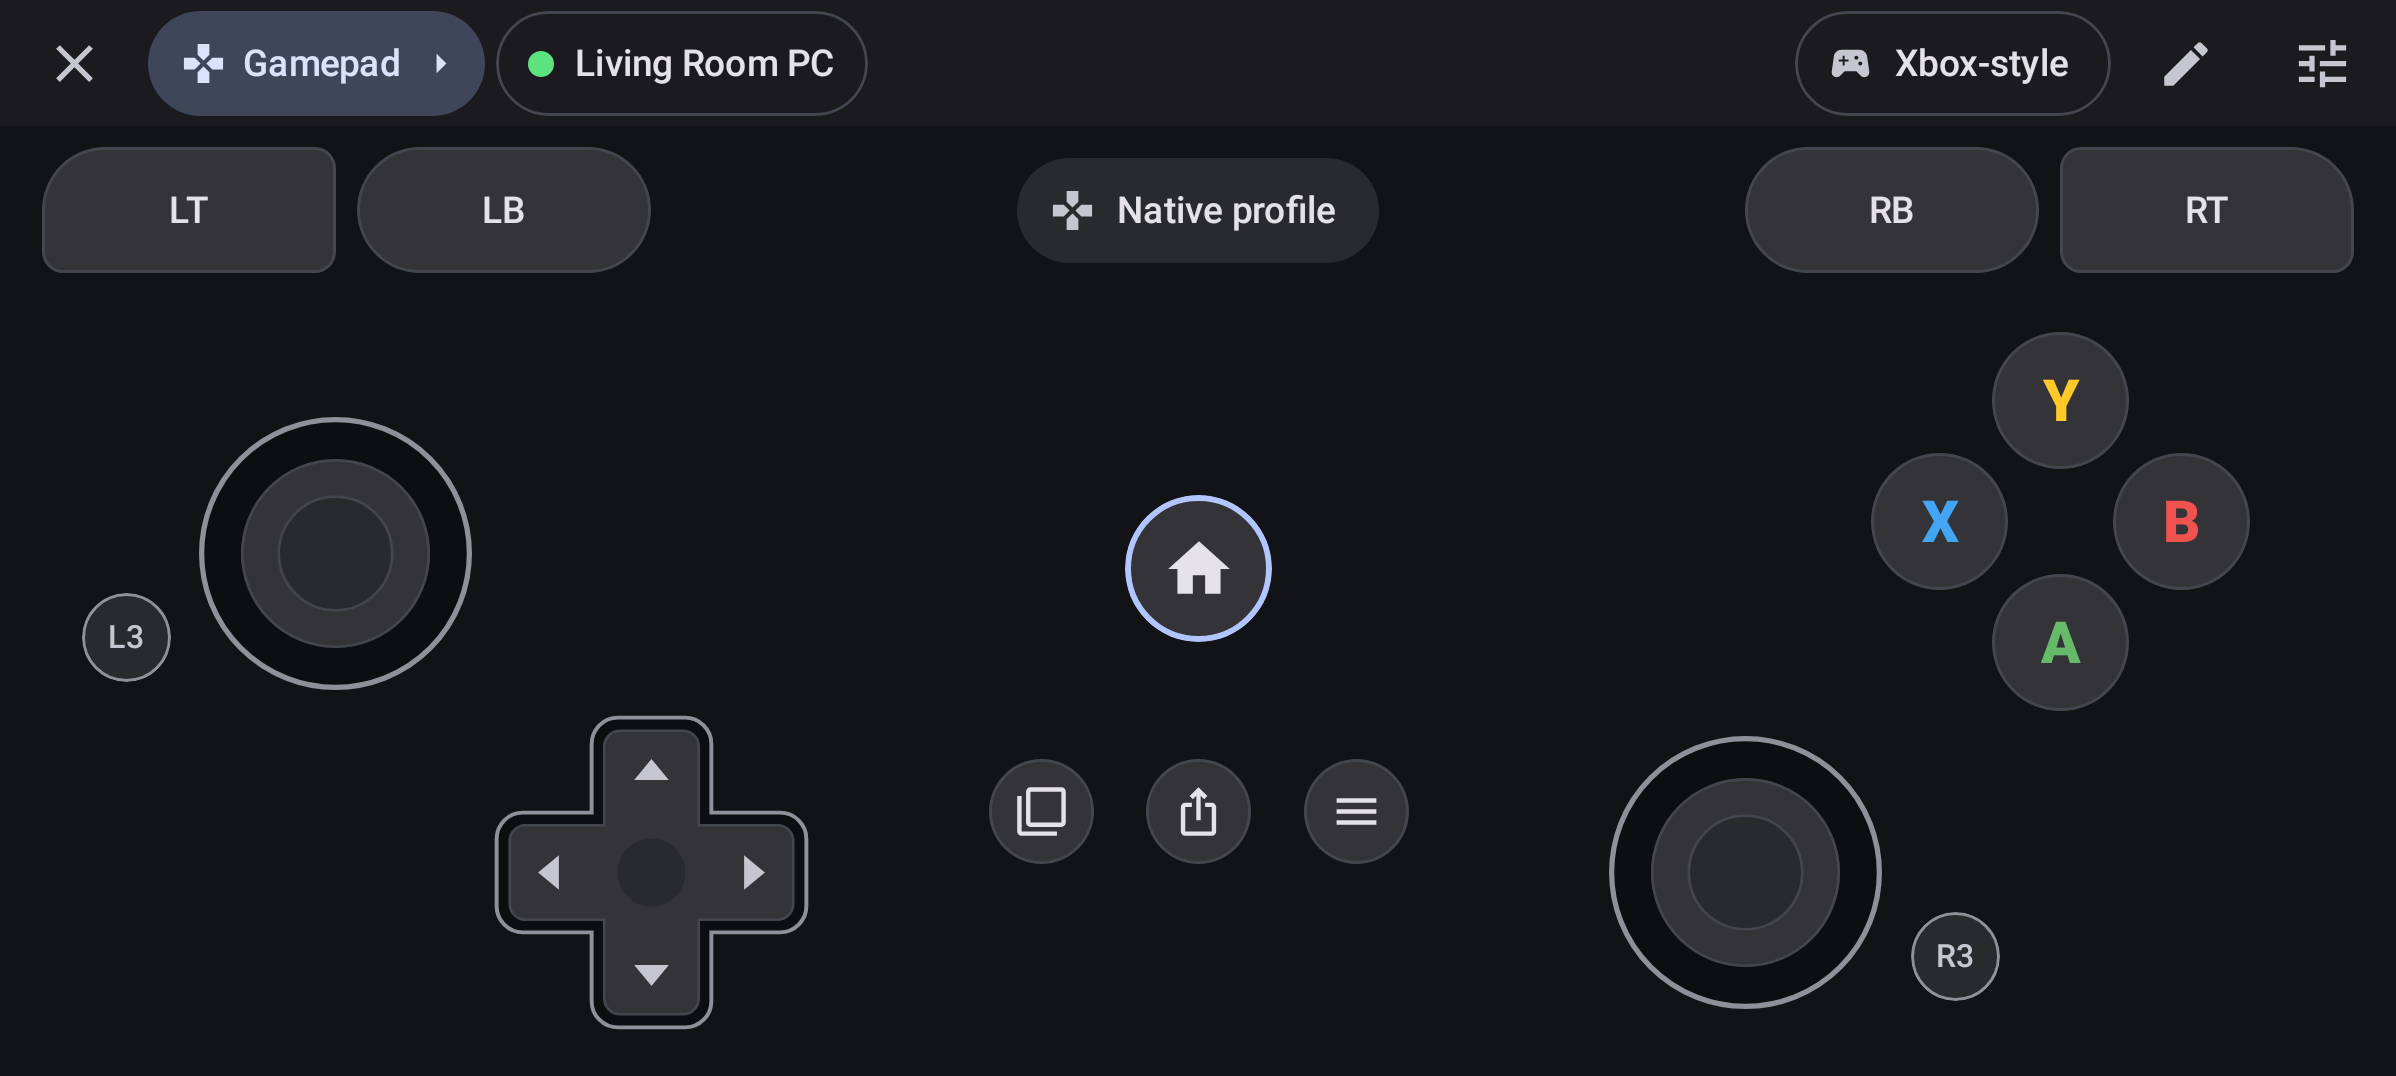 Gamepad
Living Room PC
Xbox-style
LT
LB
Native profile
RB
RT
Y
X
B
A
L3
R3